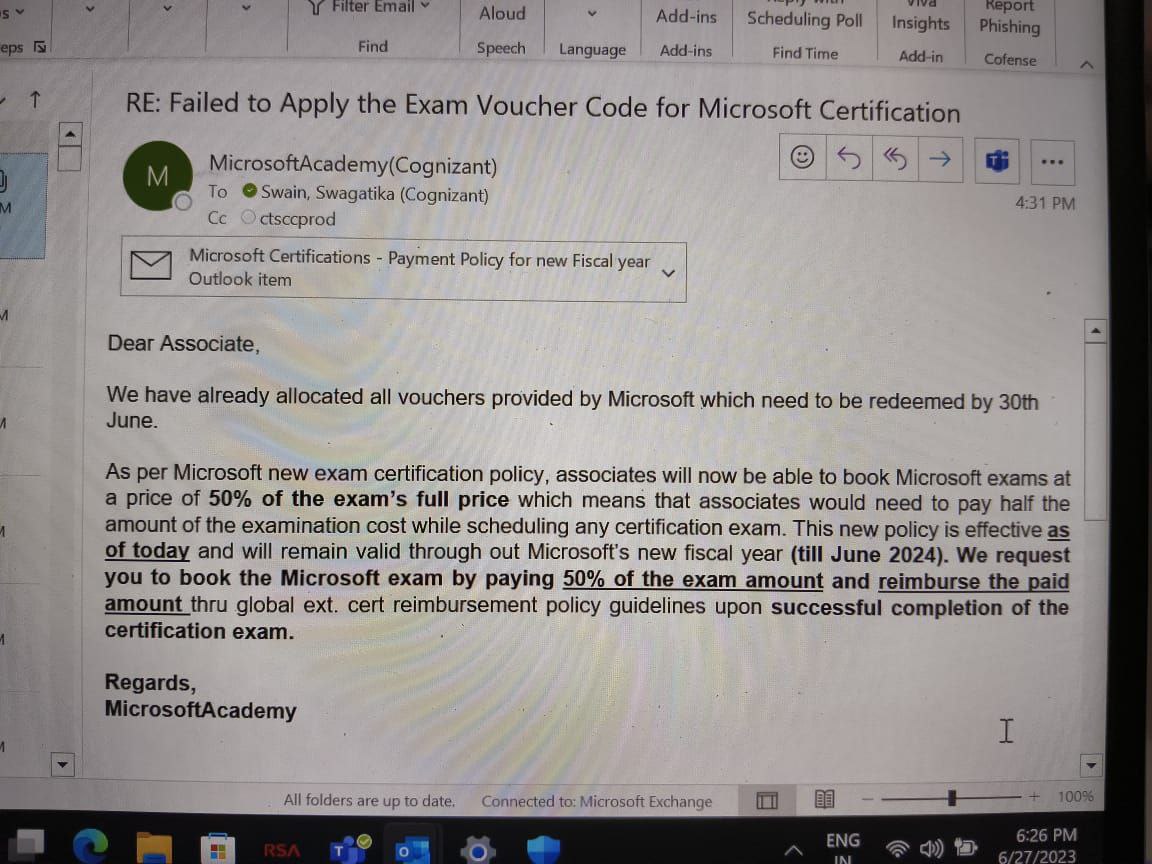 Filter Email
Aloud
Add-ins
Scheduling Poll
Viva
Insights
Report
Phishing
eps
Find
Speech
Language
Add-ins
Find Time
Add-in
Cofense
RE: Failed to Apply the Exam Voucher Code for Microsoft Certification
M
MicrosoftAcademy(Cognizant)
To Swain, Swagatika (Cognizant)
Cc ctsccprod
4:31 PM
Microsoft Certifications - Payment Policy for new Fiscal year
Outlook item
Dear Associate,
We have already allocated all vouchers provided by Microsoft which need to be redeemed by 30th
June.
As per Microsoft new exam certification policy, associates will now be able to book Microsoft exams at
a price of 50% of the exam's full price which means that associates would need to pay half the
amount of the examination cost while scheduling any certification exam. This new policy is effective as
of today and will remain valid through out Microsoft's new fiscal year (till June 2024). We request
you to book the Microsoft exam by paying 50% of the exam amount and reimburse the paid
amount thru global ext. cert reimbursement policy guidelines upon successful completion of the
certification exam.
Regards,
MicrosoftAcademy
All folders are up to date. Connected to: Microsoft Exchange
100%
RSA
ENG
IN
6:26 PM
6/27/2023